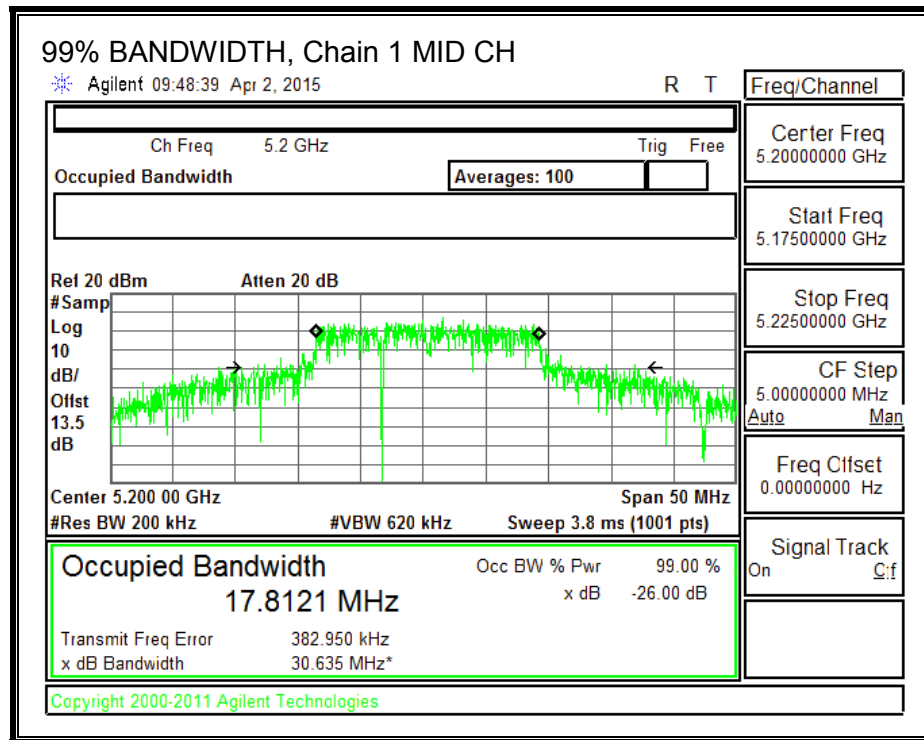 99% BANDWIDTH, Chain 1 MID CH
Agilent 09:48:39 Apr 2, 2015 R T
Freq/Channel
Ch Freq 5.2 GHz Trig Free
Occupied Bandwidth Averages: 100
Ref 20 dBm Atten 20 dB
#Samp
Log
10
dB/
Offst
13.5
dB
Center 5.200 00 GHz Span 50 MHz
#Res BW 200 kHz #VBW 620 kHz Sweep 3.8 ms (1001 pts)
Occupied Bandwidth
17.8121 MHz
Occ BW % Pwr 99.00 %
x dB -26.00 dB
Transmit Freq Error 382.950 kHz
x dB Bandwidth 30.635 MHz*
Copyright 2000-2011 Agilent Technologies
Center Freq
5.20000000 GHz
Start Freq
5.17500000 GHz
Stop Freq
5.22500000 GHz
CF Step
5.00000000 MHz
Auto Man
Freq Offset
0.00000000 Hz
Signal Track
On Off